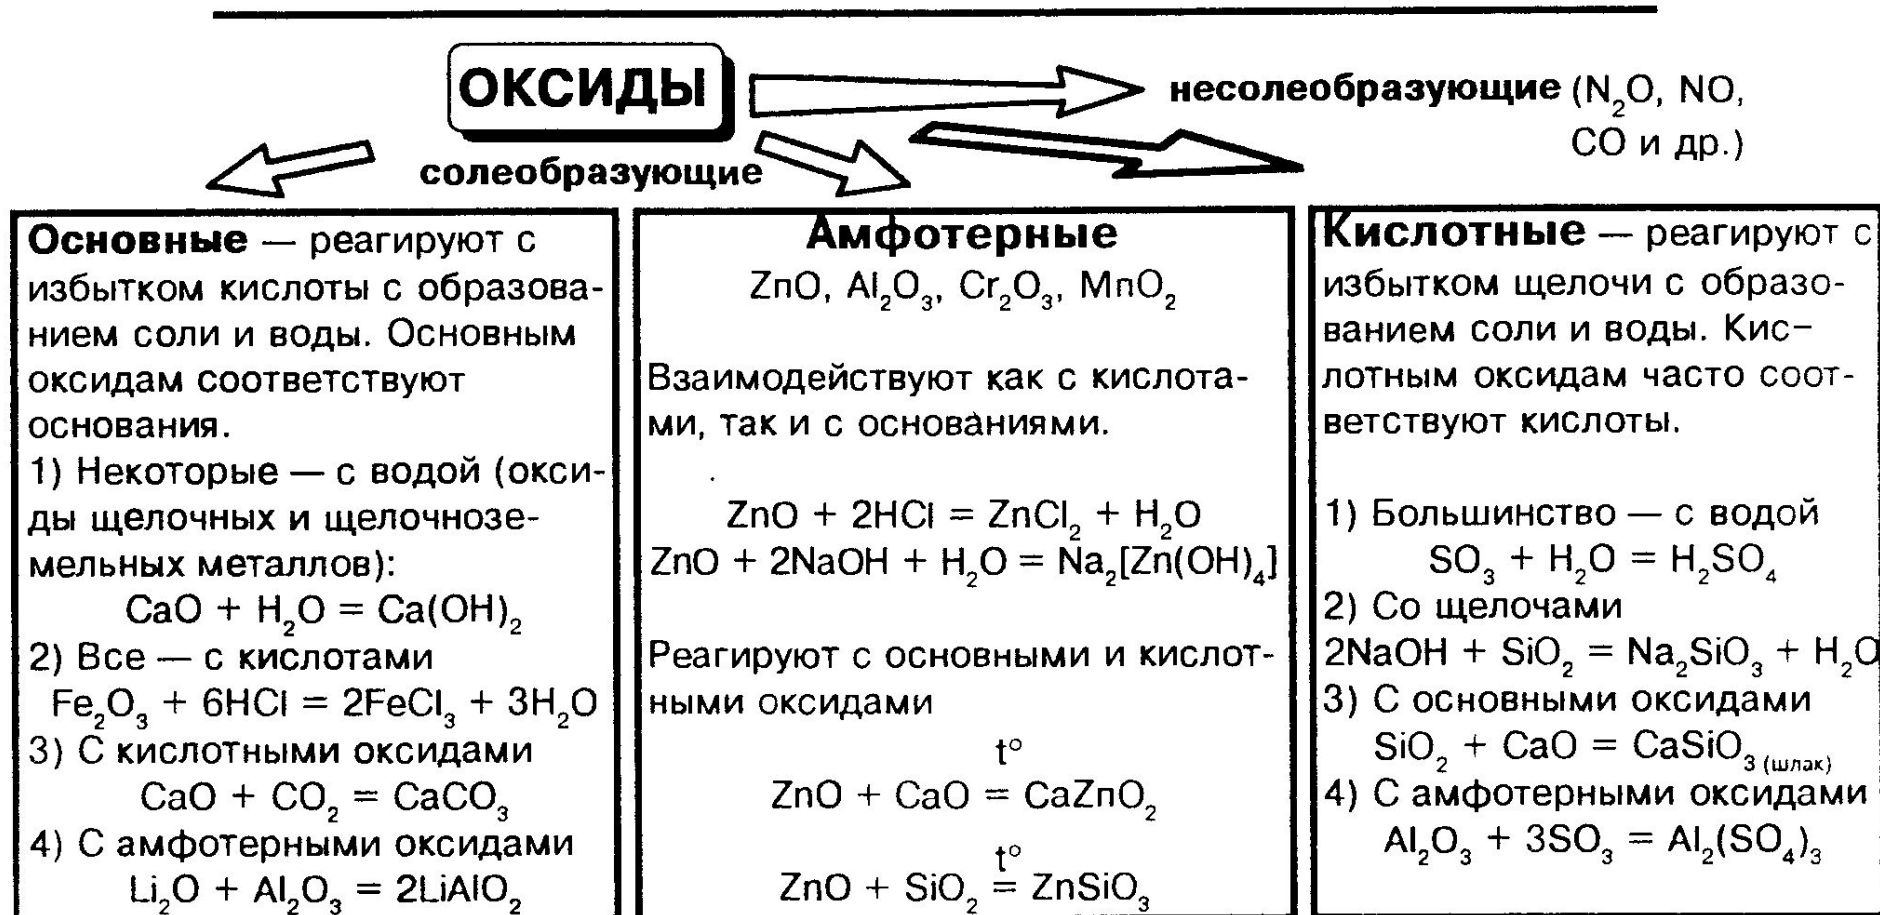 ОКСИДЫ
несолеобразующие (N₂O, NO,
CO и др.)
солеобразующие
Основные — реагируют с
избытком кислоты с образова-
нием соли и воды. Основным
оксидам соответствуют
основания.
1) Некоторые — с водой (окси-
ды щелочных и щелочнозе-
мельных металлов):
CaO + H₂O = Ca(OH)₂
2) Все — с кислотами
Fe₂O₃ + 6HCl = 2FeCl₃ + 3H₂O
3) С кислотными оксидами
CaO + CO₂ = CaCO₃
4) С амфотерными оксидами
Li₂O + Al₂O₃ = 2LiAlO₂
Амфотерные
ZnO, Al₂O₃, Cr₂O₃, MnO₂
Взаимодействуют как с кислота-
ми, так и с основаниями.
ZnO + 2HCl = ZnCl₂ + H₂O
ZnO + 2NaOH + H₂O = Na₂[Zn(OH)₄]
Реагируют с основными и кислот-
ными оксидами
t°
ZnO + CaO = CaZnO₂
t°
ZnO + SiO₂ = ZnSiO₃
Кислотные — реагируют с
избытком щелочи с образо-
ванием соли и воды. Кис-
лотным оксидам часто соот-
ветствуют кислоты.
1) Большинство — с водой
SO₃ + H₂O = H₂SO₄
2) Со щелочами
2NaOH + SiO₂ = Na₂SiO₃ + H₂O
3) С основными оксидами
SiO₂ + CaO = CaSiO₃ (шлак)
4) С амфотерными оксидами
Al₂O₃ + 3SO₃ = Al₂(SO₄)₃